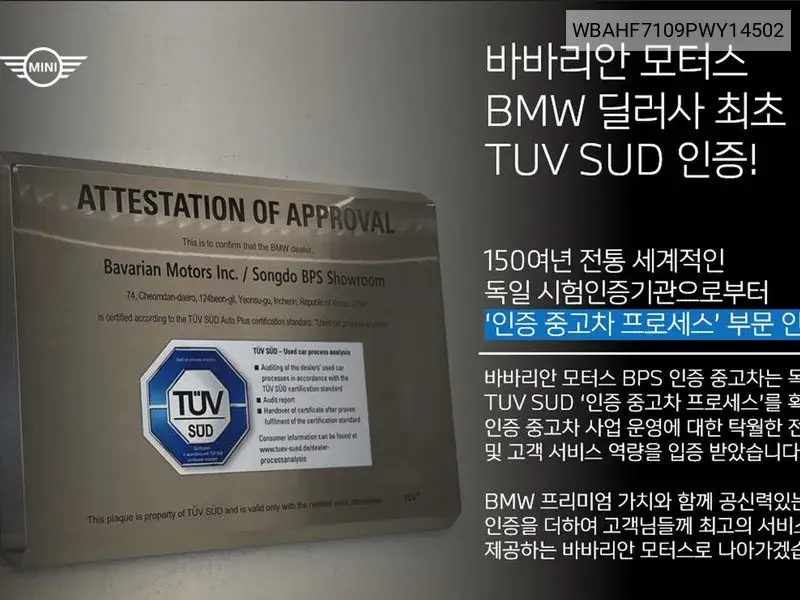 WBAHF7109PWY14502
MINI
바바리안 모터스
BMW 딜러사 최초
TUV SUD 인증!
ATTESTATION OF APPROVAL
This is to confirm that the BMW dealer,
Bavarian Motors Inc. / Songdo BPS Showroom
74, Cheomdan-daero, 124beon-gil, Yeonsu-gu, Incheon, Republic of Korea
is certified according to the TÜV SÜD Auto Plus certification standard "Used car process analysis"
TÜV SÜD – Used car process analysis
■ Auditing of the dealers' used car
processes in accordance with the
TÜV SÜD certification standard
■ Audit report
■ Handover of certificate after proven
fulfilment of the certification standard
Consumer information can be found at
www.tuev-sued.de/dealer-
processanalysis
TÜV
SÜD
This plaque is property of TÜV SÜD and is valid only with the related valid
TÜV®
150여년 전통 세계적인
독일 시험인증기관으로부터
‘인증 중고차 프로세스’ 부문 인
바바리안 모터스 BPS 인증 중고차는 독
TUV SUD ‘인증 중고차 프로세스’를 획
인증 중고차 사업 운영에 대한 탁월한 전
및 고객 서비스 역량을 입증 받았습니다
BMW 프리미엄 가치와 함께 공신력있는
인증을 더하여 고객님들께 최고의 서비스
제공하는 바바리안 모터스로 나아가겠습